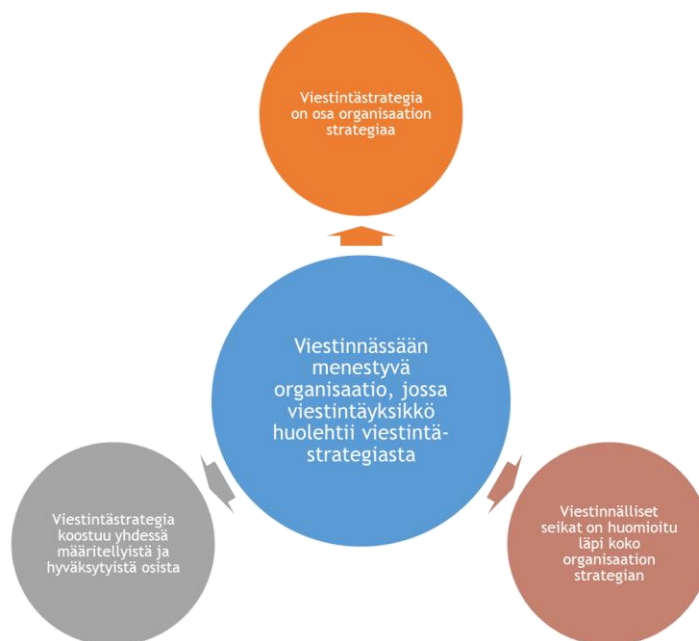 Viestintästrategia
on osa organisaation
strategiaa
Viestinnässään
menestyvä
organisaatio, jossa
viestintäyksikkö
huolehtii viestintä-
strategiasta
Viestintästrategia
koostuu yhdessä
määritellyistä ja
hyväksytyistä osista
Viestinnälliset
seikat on huomioitu
läpi koko
organisaation
strategian